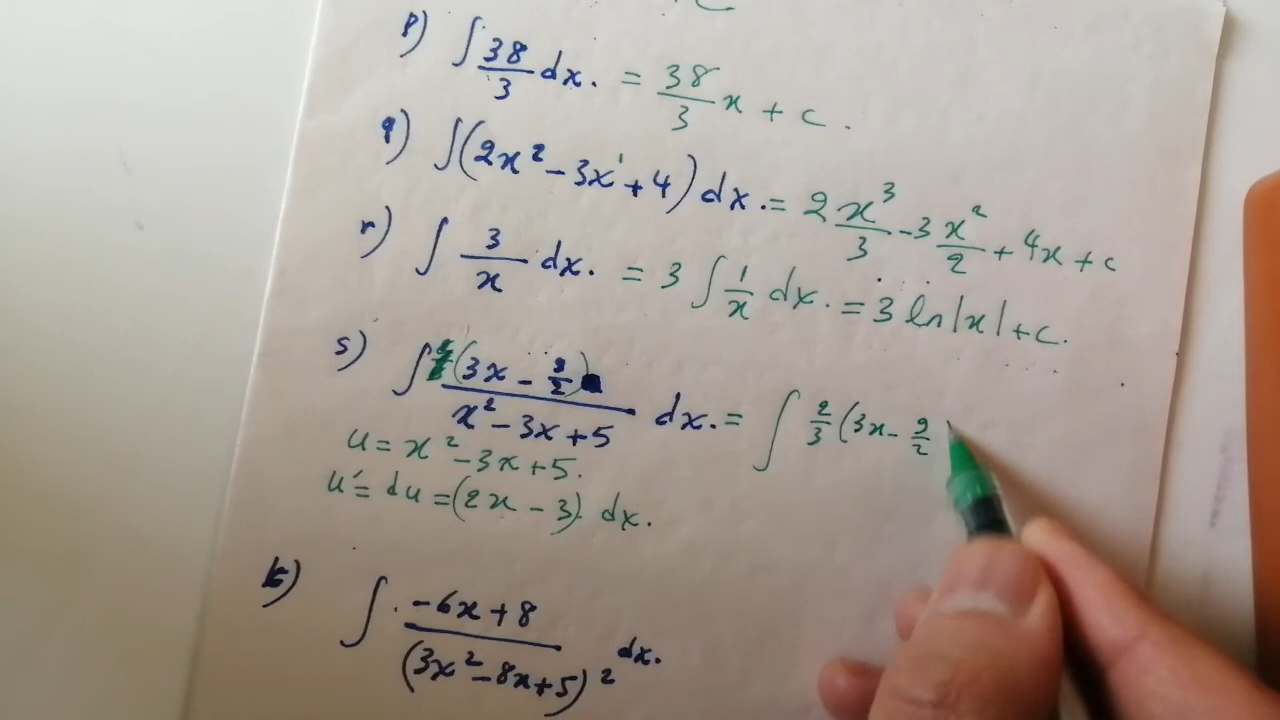 p) ∫ 38/3 dx. = 38/3 x + c.
q) ∫(2x² - 3x¹ + 4) dx. = 2 x³/3 - 3 x²/2 + 4x + c
r) ∫ 3/x dx. = 3 ∫ 1/x dx. = 3 ln|x| + c.
s) ∫ (3x - 9/2) / (x² - 3x + 5) dx. = ∫ 2/3 (3x - 9/2)
u = x² - 3x + 5.
u' = du = (2x - 3) dx.
t) ∫ (-6x + 8) / (3x² - 8x + 5)² dx.